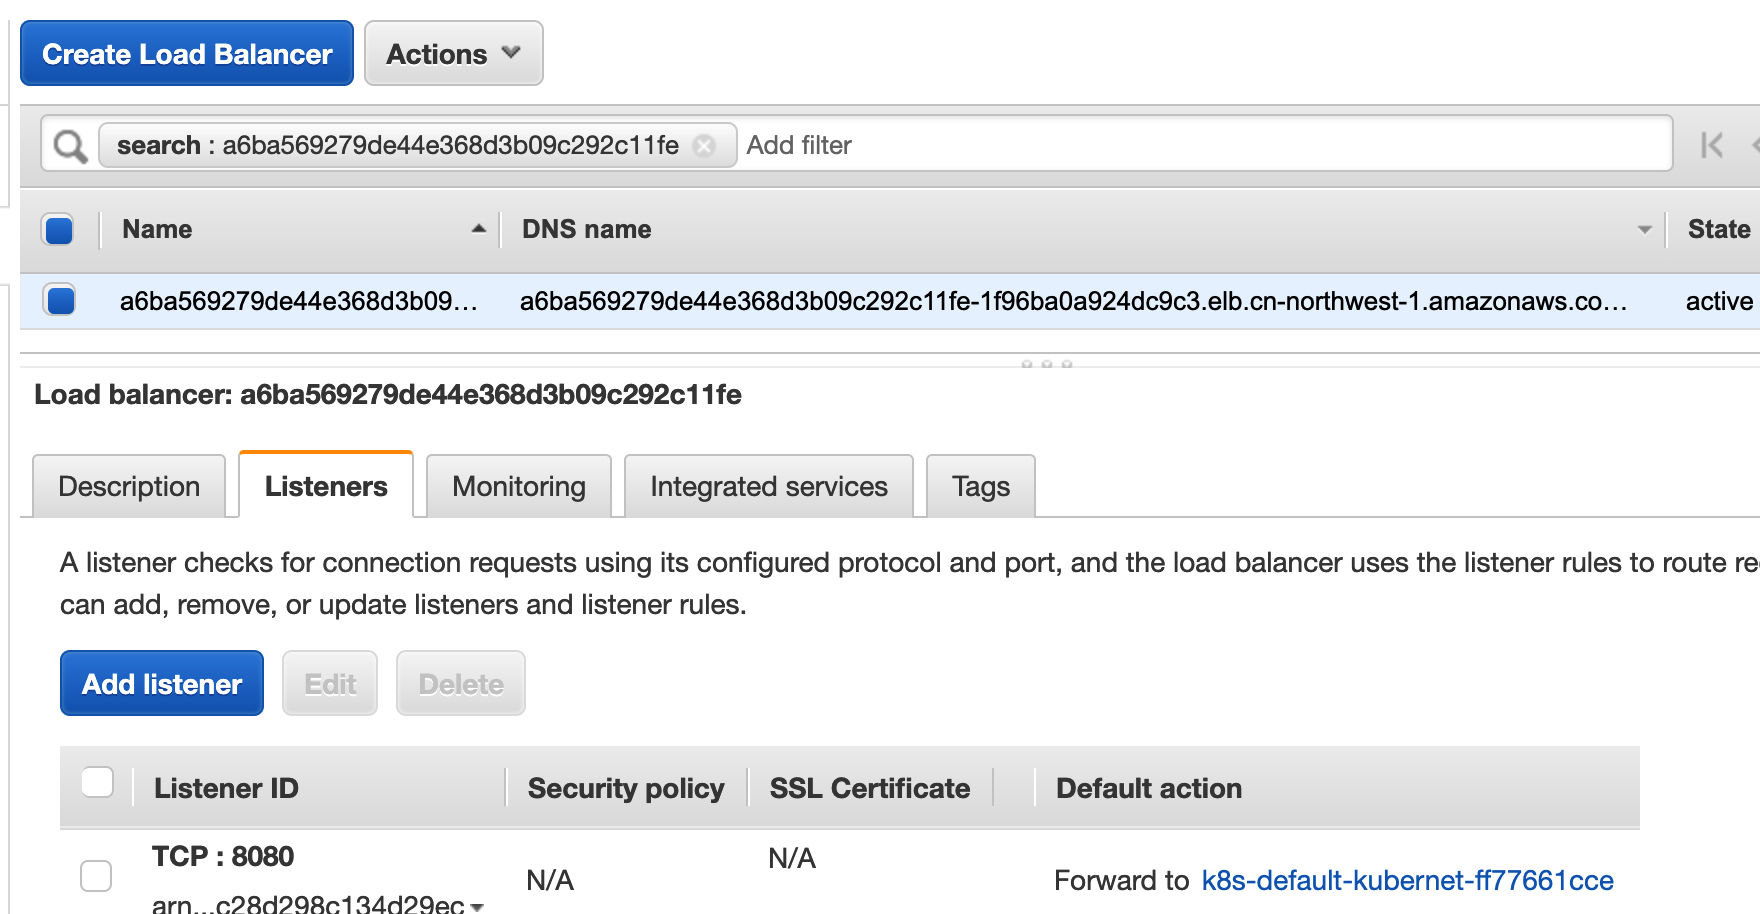 Create Load Balancer Actions
search : a6ba569279de44e368d3b09c292c11fe Add filter
Name DNS name State
a6ba569279de44e368d3b09... a6ba569279de44e368d3b09c292c11fe-1f96ba0a924dc9c3.elb.cn-northwest-1.amazonaws.co... active
Load balancer: a6ba569279de44e368d3b09c292c11fe
Description Listeners Monitoring Integrated services Tags
A listener checks for connection requests using its configured protocol and port, and the load balancer uses the listener rules to route re
can add, remove, or update listeners and listener rules.
Add listener Edit Delete
Listener ID Security policy SSL Certificate Default action
TCP : 8080 N/A
N/A Forward to k8s-default-kubernet-ff77661cce
arn...c28d298c134d29ec